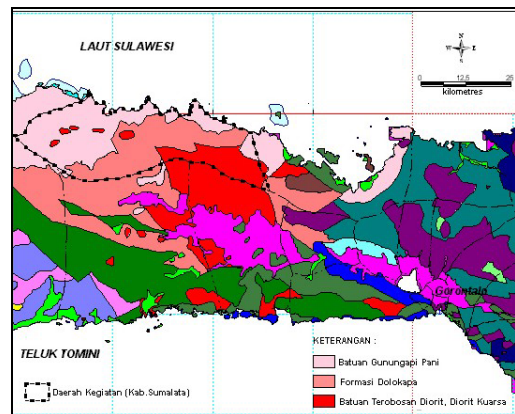 LAUT SULAWESI
N
W E
S
0 12,5 25
kilometres
Gorontalo
TELUK TOMINI
KETERANGAN :
Batuan Gunungapi Pani
Formasi Dolokapa
Batuan Terobosan Diorit, Diorit Kuarsa
Daerah Kegiatan (Kab.Sumalata)